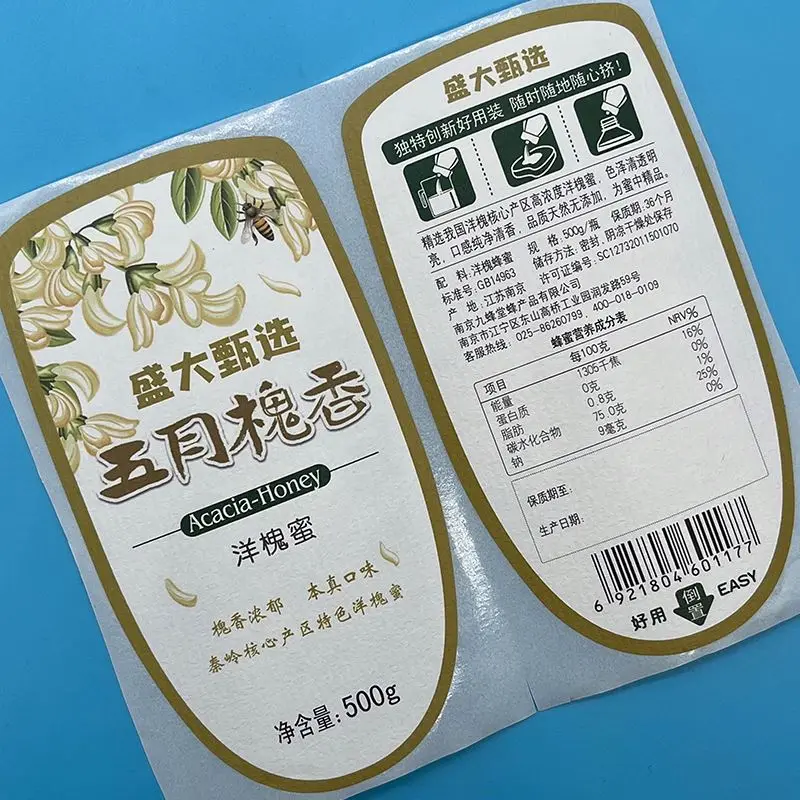 盛大甄选
五月槐香
Acacia-Honey
洋槐蜜
槐香浓郁 本真口味
秦岭核心产区特色洋槐蜜
净含量: 500g
盛大甄选
独特创新好用装 随时随地随心挤!
精选我国洋槐核心产区高浓度洋槐蜜，色泽清透明
亮，口感纯净清香，品质天然无添加，为蜜中精品。
配 料: 洋槐蜂蜜 规 格: 500g/瓶 保质期: 36个月
标准号: GB14963 储存方法: 密封, 阴凉干燥处保存
产 地: 江苏南京 许可证编号: SC12732011501070
南京九蜂堂蜂产品有限公司
南京市江宁区东山高桥工业园润发路59号
客服热线: 025-86260799, 400-018-0109
蜂蜜营养成分表
项目 每100克 NRV%
能量 1305千焦 16%
蛋白质 0克 0%
脂肪 0.8克 1%
碳水化合物 75.0克 25%
钠 9毫克 0%
保质期至:
生产日期:
6 921804 601177
好用 倒置 EASY